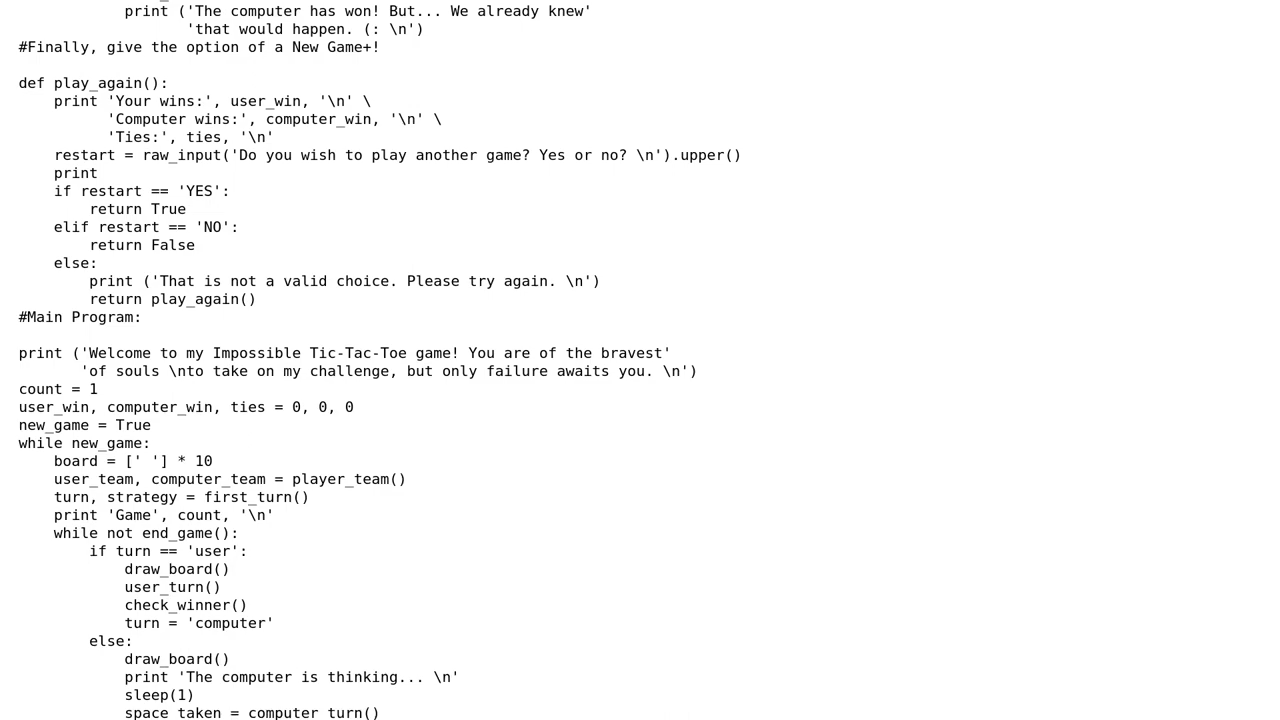 print ('The computer has won! But... We already knew'
'that would happen. (: \n')
#Finally, give the option of a New Game+!
def play_again():
print 'Your wins:', user_win, '\n' \
'Computer wins:', computer_win, '\n' \
'Ties:', ties, '\n'
restart = raw_input('Do you wish to play another game? Yes or no? \n').upper()
print
if restart == 'YES':
return True
elif restart == 'NO':
return False
else:
print ('That is not a valid choice. Please try again. \n')
return play_again()
#Main Program:
print ('Welcome to my Impossible Tic-Tac-Toe game! You are of the bravest'
'of souls \nto take on my challenge, but only failure awaits you. \n')
count = 1
user_win, computer_win, ties = 0, 0, 0
new_game = True
while new_game:
board = [' '] * 10
user_team, computer_team = player_team()
turn, strategy = first_turn()
print 'Game', count, '\n'
while not end_game():
if turn == 'user':
draw_board()
user_turn()
check_winner()
turn = 'computer'
else:
draw_board()
print 'The computer is thinking... \n'
sleep(1)
space_taken = computer_turn()